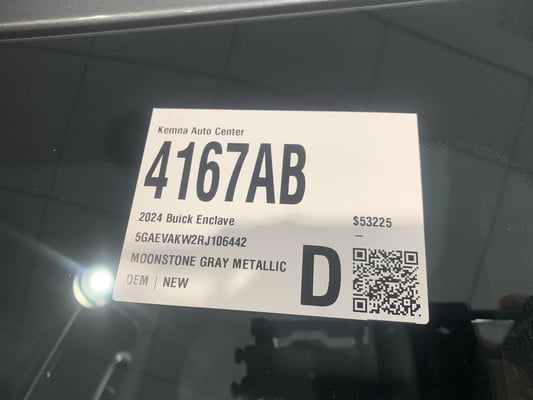 Kemna Auto Center
4167AB
2024 Buick Enclave
$53225
5GAEVAKW2RJ106442
MOONSTONE GRAY METALLIC
OEM | NEW
D